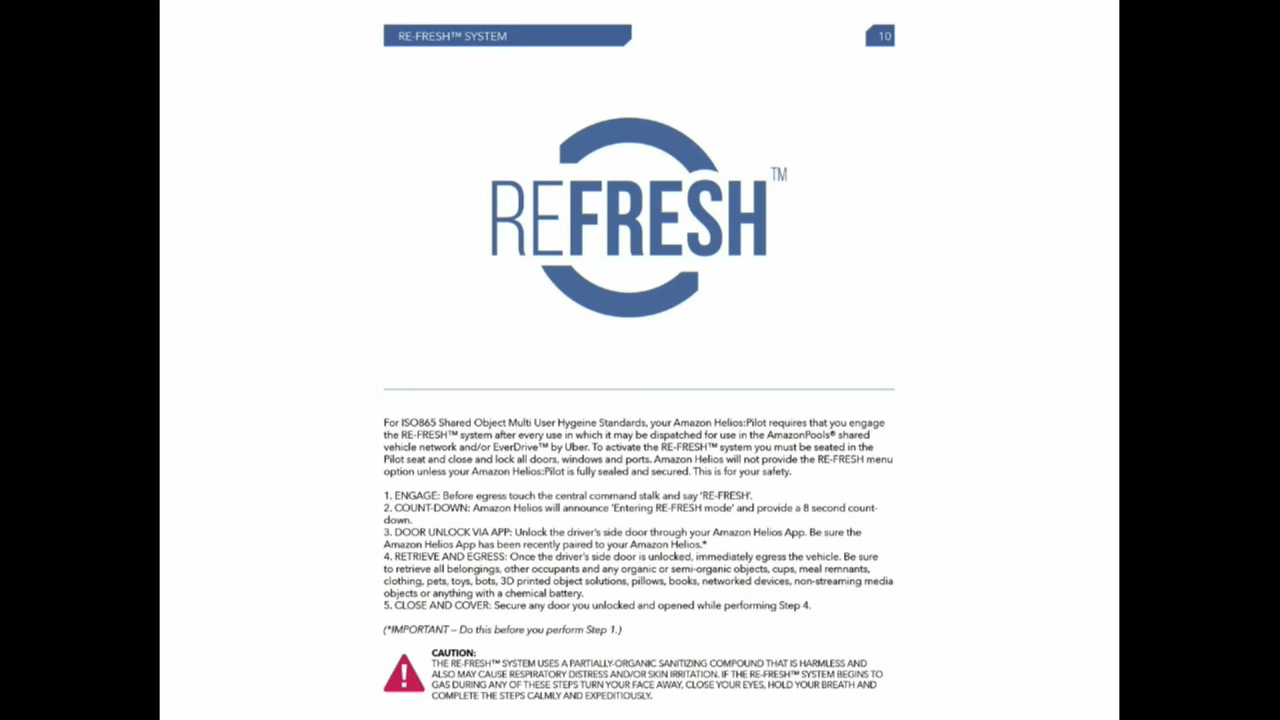 RE-FRESH™ SYSTEM
10
REFRESH™
For ISO865 Shared Object Multi User Hygeine Standards, your Amazon Helios:Pilot requires that you engage
the RE-FRESH™ system after every use in which it may be dispatched for use in the AmazonPools® shared
vehicle network and/or EverDrive™ by Uber. To activate the RE-FRESH™ system you must be seated in the
Pilot seat and close and lock all doors, windows and ports. Amazon Helios will not provide the RE-FRESH menu
option unless your Amazon Helios:Pilot is fully sealed and secured. This is for your safety.
1. ENGAGE: Before egress touch the central command stalk and say 'RE-FRESH'.
2. COUNT-DOWN: Amazon Helios will announce 'Entering RE-FRESH mode' and provide a 8 second count-
down.
3. DOOR UNLOCK VIA APP: Unlock the driver's side door through your Amazon Helios App. Be sure the
Amazon Helios App has been recently paired to your Amazon Helios.*
4. RETRIEVE AND EGRESS: Once the driver's side door is unlocked, immediately egress the vehicle. Be sure
to retrieve all belongings, other occupants and any organic or semi-organic objects, cups, meal remnants,
clothing, pets, toys, bots, 3D printed object solutions, pillows, books, networked devices, non-streaming media
objects or anything with a chemical battery.
5. CLOSE AND COVER: Secure any door you unlocked and opened while performing Step 4.
(*IMPORTANT – Do this before you perform Step 1.)
CAUTION:
THE RE-FRESH™ SYSTEM USES A PARTIALLY-ORGANIC SANITIZING COMPOUND THAT IS HARMLESS AND
ALSO MAY CAUSE RESPIRATORY DISTRESS AND/OR SKIN IRRITATION. IF THE RE-FRESH™ SYSTEM BEGINS TO
GAS DURING ANY OF THESE STEPS TURN YOUR FACE AWAY, CLOSE YOUR EYES, HOLD YOUR BREATH AND
COMPLETE THE STEPS CALMLY AND EXPEDITIOUSLY.